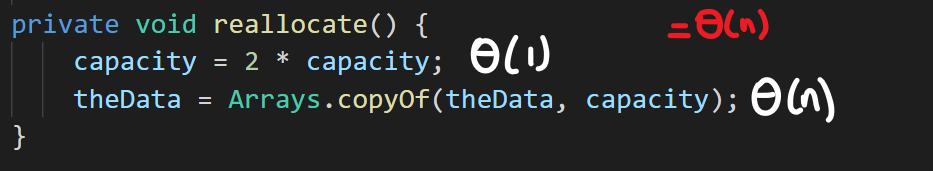 private void reallocate() { =Θ(n)
capacity = 2 * capacity; Θ(1)
theData = Arrays.copyOf(theData, capacity); Θ(n)
}